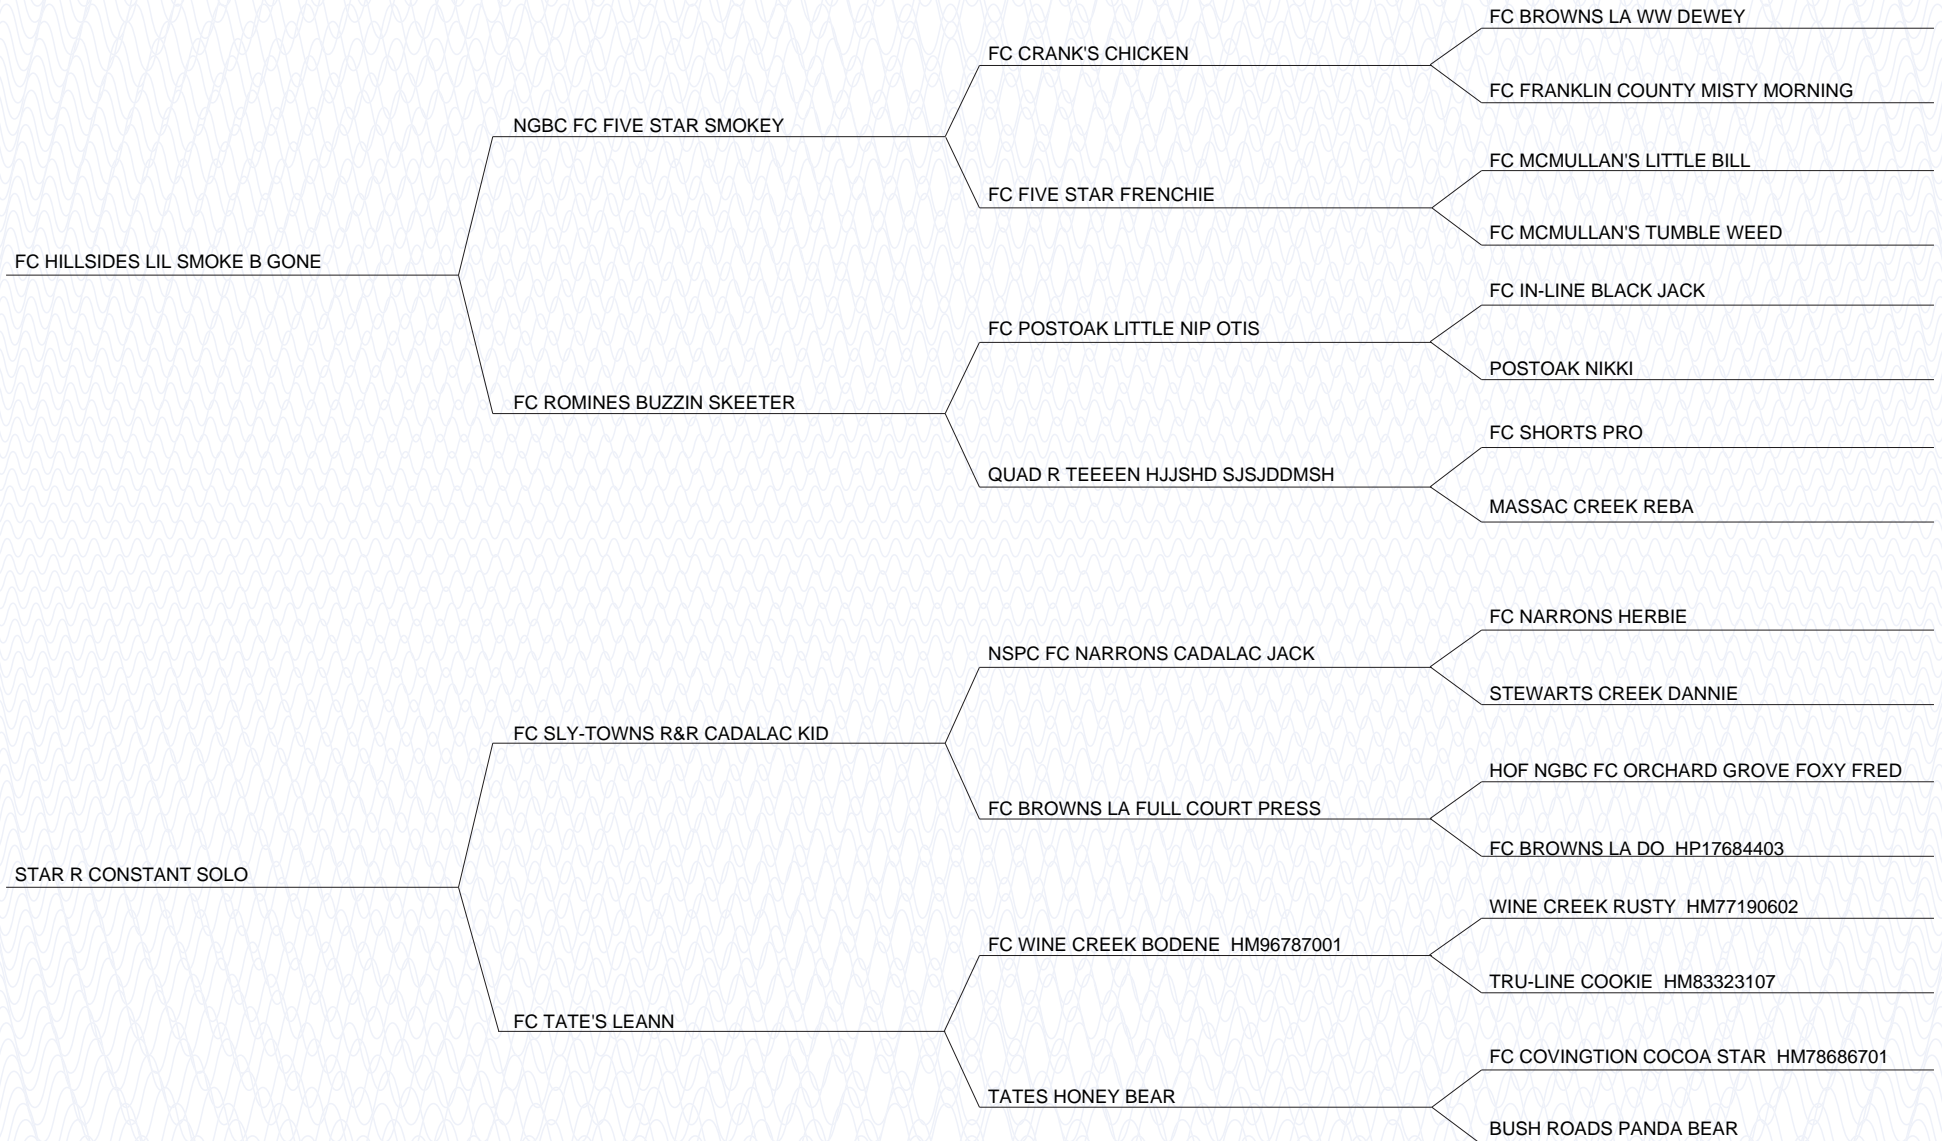 FC BROWNS LA WW DEWEY
FC CRANK'S CHICKEN
FC FRANKLIN COUNTY MISTY MORNING
NGBC FC FIVE STAR SMOKEY
FC MCMULLAN'S LITTLE BILL
FC FIVE STAR FRENCHIE
FC MCMULLAN'S TUMBLE WEED
FC HILLSIDES LIL SMOKE B GONE
FC IN-LINE BLACK JACK
FC POSTOAK LITTLE NIP OTIS
POSTOAK NIKKI
FC ROMINES BUZZIN SKEETER
FC SHORTS PRO
QUAD R TEEEEN HJJSHD SJSJDDMSH
MASSAC CREEK REBA
FC NARRONS HERBIE
NSPC FC NARRONS CADALAC JACK
STEWARTS CREEK DANNIE
FC SLY-TOWNS R&R CADALAC KID
HOF NGBC FC ORCHARD GROVE FOXY FRED
FC BROWNS LA FULL COURT PRESS
FC BROWNS LA DO HP17684403
STAR R CONSTANT SOLO
WINE CREEK RUSTY HM77190602
FC WINE CREEK BODENE HM96787001
TRU-LINE COOKIE HM83323107
FC TATE'S LEANN
FC COVINGTION COCOA STAR HM78686701
TATES HONEY BEAR
BUSH ROADS PANDA BEAR